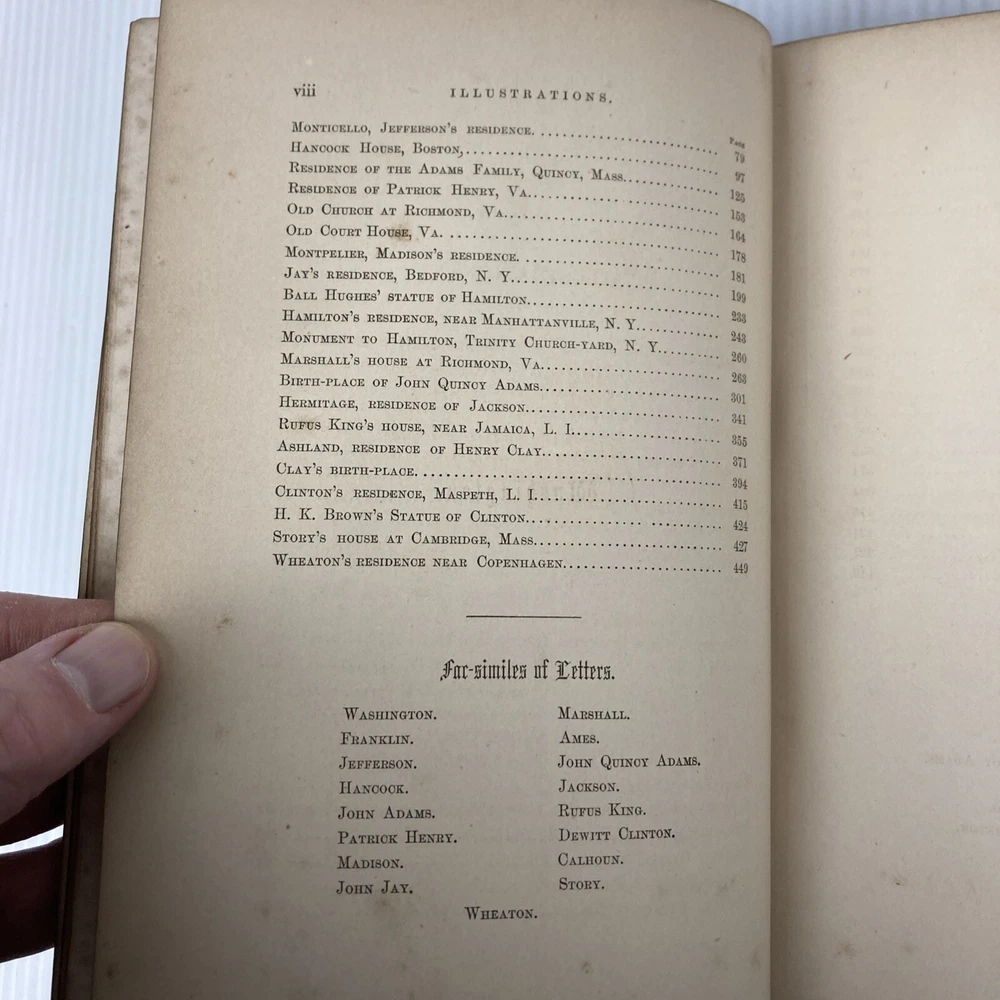 viii ILLUSTRATIONS.
PAGE
MONTICELLO, JEFFERSON'S RESIDENCE. 79
HANCOCK HOUSE, BOSTON, 97
RESIDENCE OF THE ADAMS FAMILY, QUINCY, MASS. 125
RESIDENCE OF PATRICK HENRY, VA. 153
OLD CHURCH AT RICHMOND, VA. 164
OLD COURT HOUSE, VA. 178
MONTPELIER, MADISON'S RESIDENCE. 181
JAY'S RESIDENCE, BEDFORD, N. Y. 199
BALL HUGHES' STATUE OF HAMILTON. 233
HAMILTON'S RESIDENCE, NEAR MANHATTANVILLE, N. Y. 243
MONUMENT TO HAMILTON, TRINITY CHURCH-YARD, N. Y. 260
MARSHALL'S HOUSE AT RICHMOND, VA. 263
BIRTH-PLACE OF JOHN QUINCY ADAMS. 301
HERMITAGE, RESIDENCE OF JACKSON. 341
RUFUS KING'S HOUSE, NEAR JAMAICA, L. I. 355
ASHLAND, RESIDENCE OF HENRY CLAY. 371
CLAY'S BIRTH-PLACE. 394
CLINTON'S RESIDENCE, MASPETH, L. I. 415
H. K. BROWN'S STATUE OF CLINTON. 424
STORY'S HOUSE AT CAMBRIDGE, MASS. 427
WHEATON'S RESIDENCE NEAR COPENHAGEN. 449
Fac-similes of Letters.
WASHINGTON. MARSHALL.
FRANKLIN. AMES.
JEFFERSON. JOHN QUINCY ADAMS.
HANCOCK. JACKSON.
JOHN ADAMS. RUFUS KING.
PATRICK HENRY. DEWITT CLINTON.
MADISON. CALHOUN.
JOHN JAY. STORY.
WHEATON.